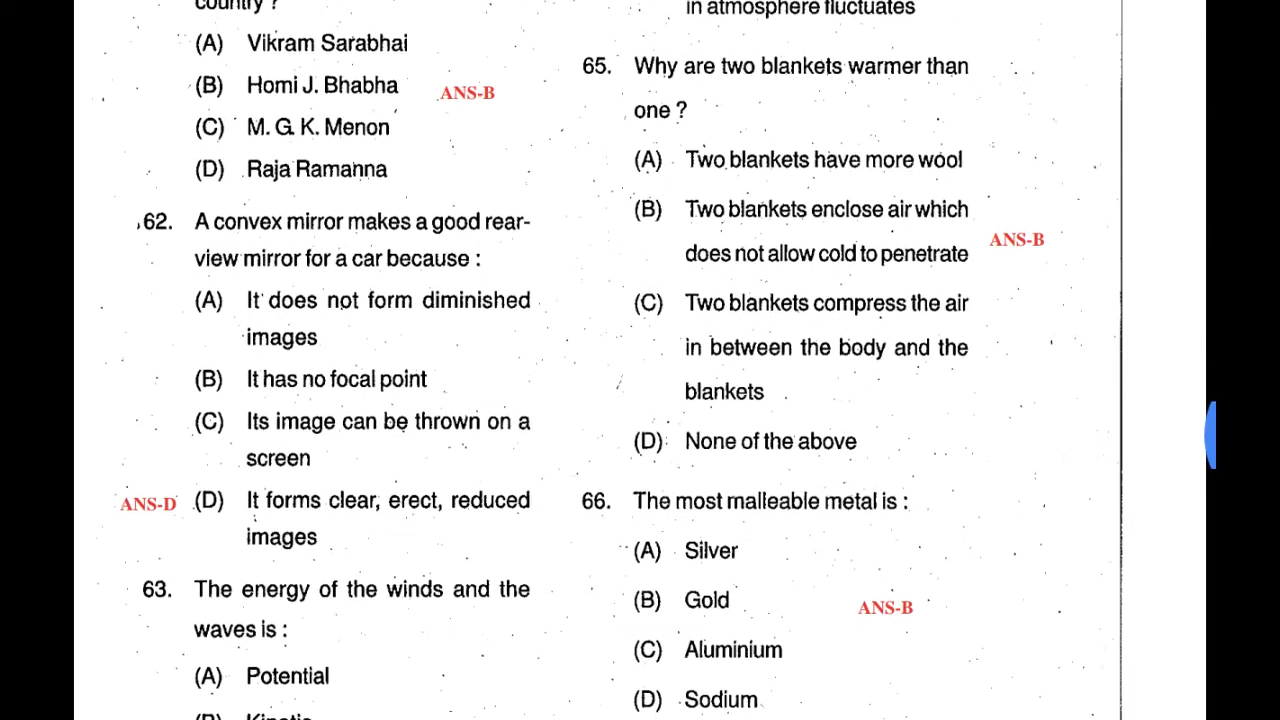 country ?
(A) Vikram Sarabhai
(B) Homi J. Bhabha ANS-B
(C) M. G. K. Menon
(D) Raja Ramanna
62. A convex mirror makes a good rear-
view mirror for a car because :
(A) It does not form diminished
images
(B) It has no focal point
(C) Its image can be thrown on a
screen
ANS-D (D) It forms clear, erect, reduced
images
63. The energy of the winds and the
waves is :
(A) Potential
(B) Kinetic
in atmosphere fluctuates
65. Why are two blankets warmer than
one ?
(A) Two blankets have more wool
(B) Two blankets enclose air which
does not allow cold to penetrate ANS-B
(C) Two blankets compress the air
in between the body and the
blankets
(D) None of the above
66. The most malleable metal is :
(A) Silver
(B) Gold ANS-B
(C) Aluminium
(D) Sodium